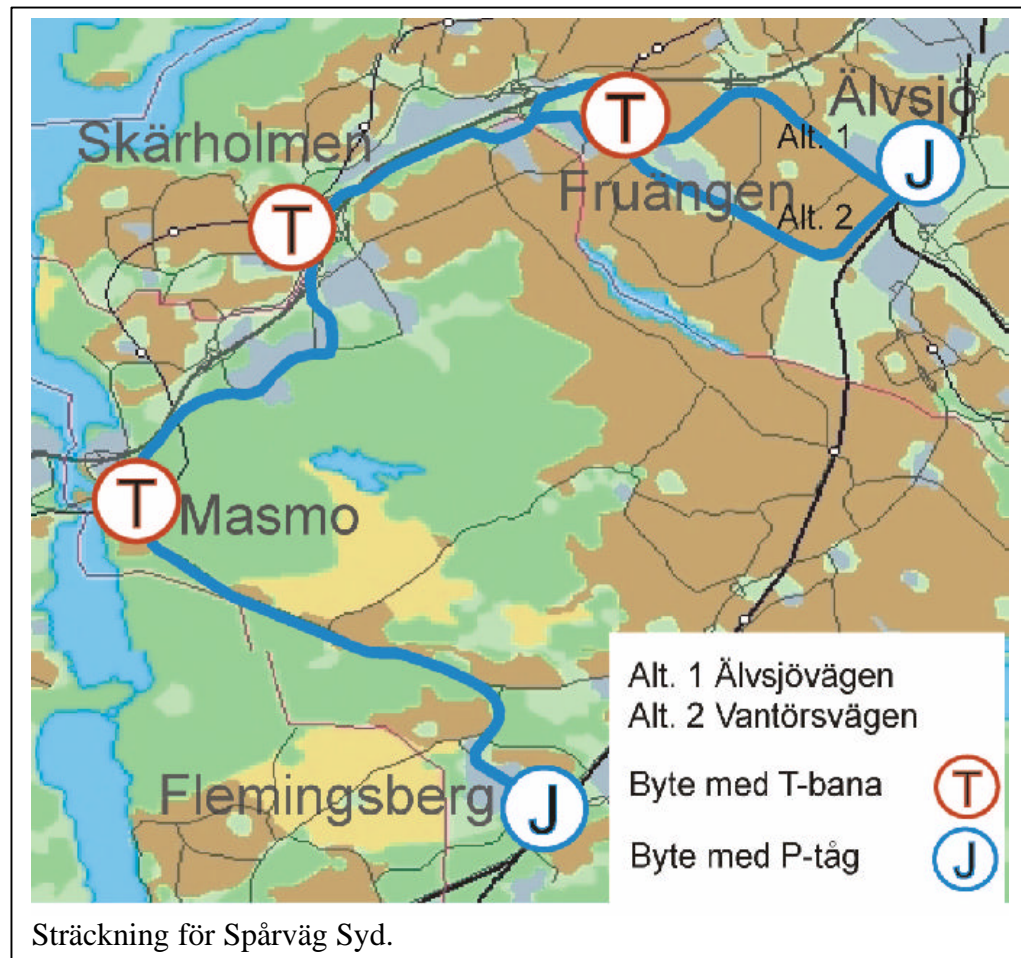 Älvsjö
Skärholmen
T
Alt. 1
J
Fruängen
T
Alt. 2
T
Masmo
Alt. 1 Älvsjövägen
Alt. 2 Vantörsvägen
Flemingsberg
J
Byte med T-bana T
Byte med P-tåg J
Sträckning för Spårväg Syd.